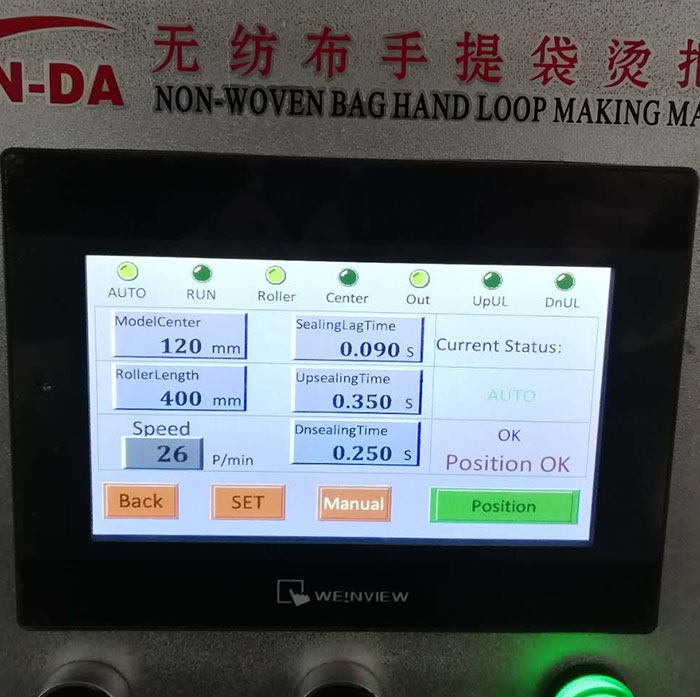 N-DA
无纺布手提袋烫
NON-WOVEN BAG HAND LOOP MAKING
AUTO RUN Roller Center Out UpUL DnUL
ModelCenter
120 mm
SealingLagTime
0.090 S
Current Status:
RollerLength
400 mm
UpsealingTime
0.350 S
AUTO
Speed
26 P/min
DnsealingTime
0.250 S
OK
Position OK
Back SET Manual Position
WEINVIEW